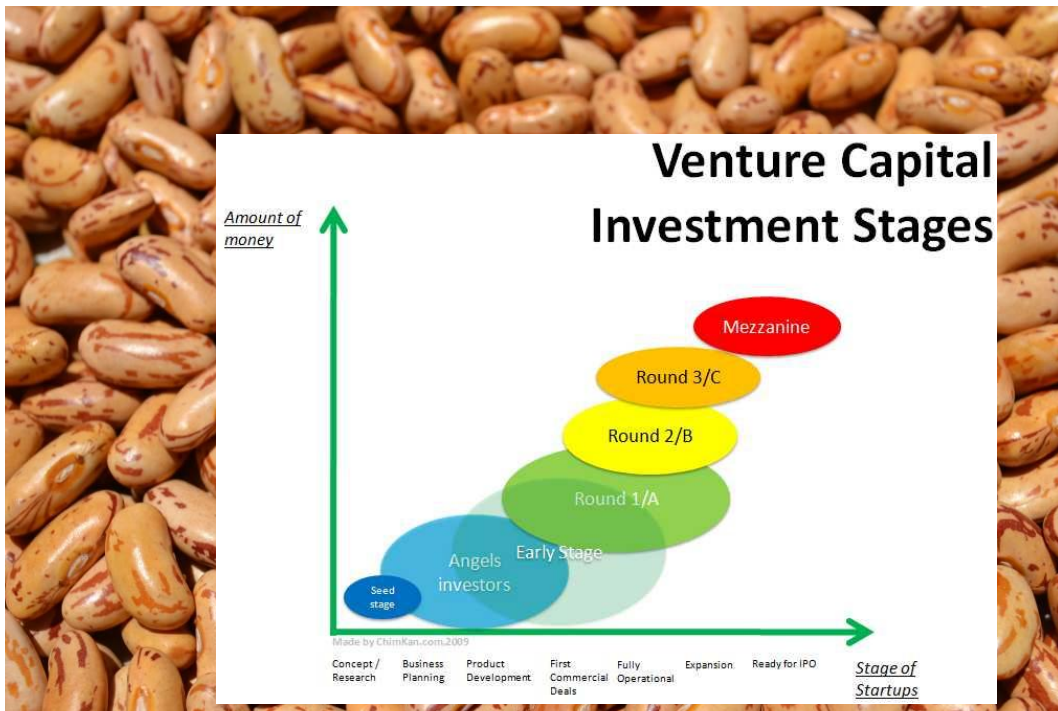 Venture Capital
Investment Stages
Amount of
money
Mezzanine
Round 3/C
Round 2/B
Round 1/A
Early Stage
Angels
investors
Seed
stage
Made by ChimKan.com.2009
Concept /
Research
Business
Planning
Product
Development
First
Commercial
Deals
Fully
Operational
Expansion
Ready for IPO
Stage of
Startups